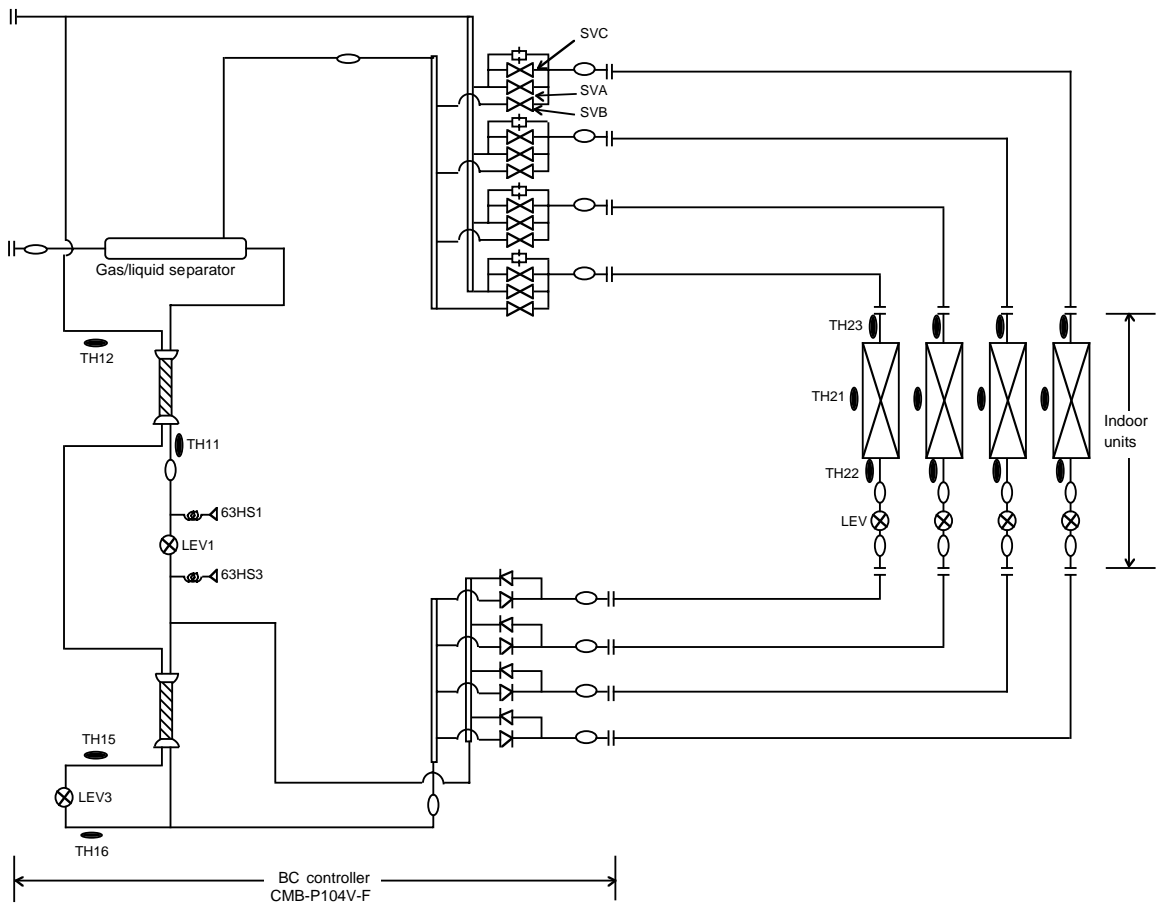 SVC
SVA
SVB
Gas/liquid separator
TH12
TH23
TH21
Indoor
units
TH11
TH22
63HS1
LEV
LEV1
63HS3
TH15
LEV3
TH16
BC controller
CMB-P104V-F